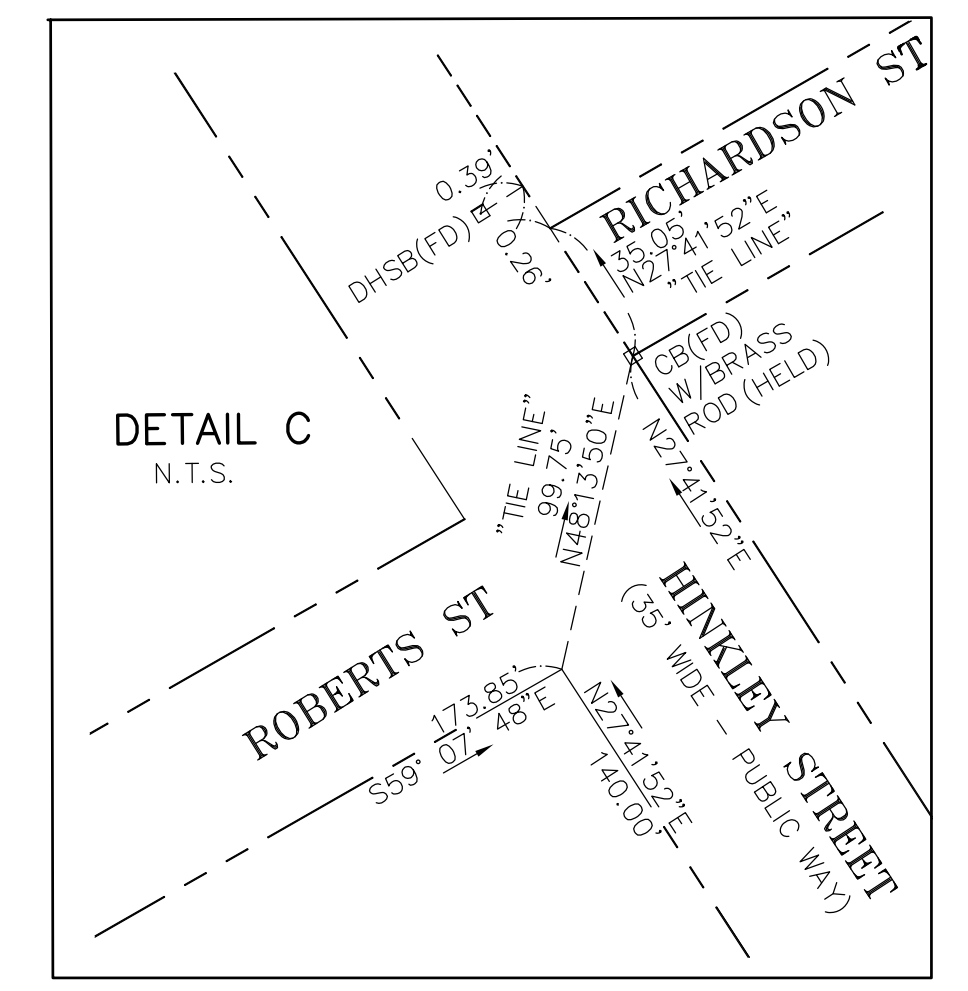 RICHARDSON ST
0.39'
DHSB(FD)
0.26'
35.05'
N27°41'52"E
"TIE LINE"
CB(FD)
W/BRASS
ROD (HELD)
DETAIL C
N.T.S.
"TIE LINE"
99.75'
N48°13'50"E
N27°41'52"E
HINKLEY STREET
(35' WIDE - PUBLIC WAY)
ROBERTS ST
173.85'
S59° 07' 48"E
N27°41'52"E
140.00'